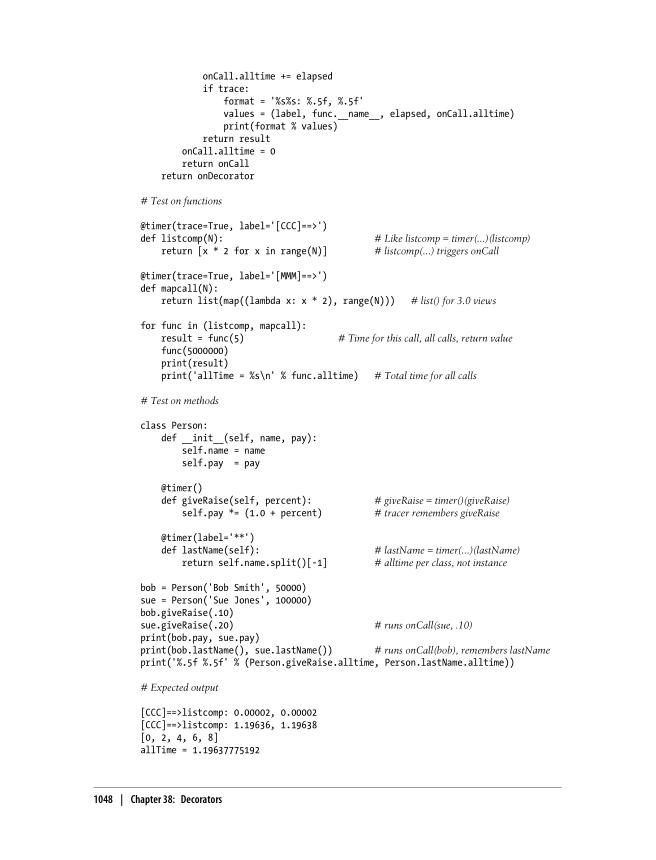 onCall.alltime += elapsed
            if trace:
                format = '%s%s: %.5f, %.5f'
                values = (label, func.__name__, elapsed, onCall.alltime)
                print(format % values)
            return result
        onCall.alltime = 0
        return onCall
    return onDecorator
# Test on functions
@timer(trace=True, label='[CCC]==>')
def listcomp(N):                             # Like listcomp = timer(...)(listcomp)
    return [x * 2 for x in range(N)]         # listcomp(...) triggers onCall
@timer(trace=True, label='[MMM]==>')
def mapcall(N):
    return list(map((lambda x: x * 2), range(N)))   # list() for 3.0 views
for func in (listcomp, mapcall):
    result = func(5)                  # Time for this call, all calls, return value
    func(5000000)
    print(result)
    print('allTime = %s\n' % func.alltime)   # Total time for all calls
# Test on methods
class Person:
    def __init__(self, name, pay):
        self.name = name
        self.pay  = pay
    @timer()
    def giveRaise(self, percent):            # giveRaise = timer()(giveRaise)
        self.pay *= (1.0 + percent)          # tracer remembers giveRaise
    @timer(label='**')
    def lastName(self):                      # lastName = timer(...)(lastName)
        return self.name.split()[-1]         # alltime per class, not instance
bob = Person('Bob Smith', 50000)
sue = Person('Sue Jones', 100000)
bob.giveRaise(.10)
sue.giveRaise(.20)                           # runs onCall(sue, .10)
print(bob.pay, sue.pay)
print(bob.lastName(), sue.lastName())        # runs onCall(bob), remembers lastName
print('%.5f %.5f' % (Person.giveRaise.alltime, Person.lastName.alltime))
# Expected output
[CCC]==>listcomp: 0.00002, 0.00002
[CCC]==>listcomp: 1.19636, 1.19638
[0, 2, 4, 6, 8]
allTime = 1.19637775192
1048 | Chapter 38: Decorators